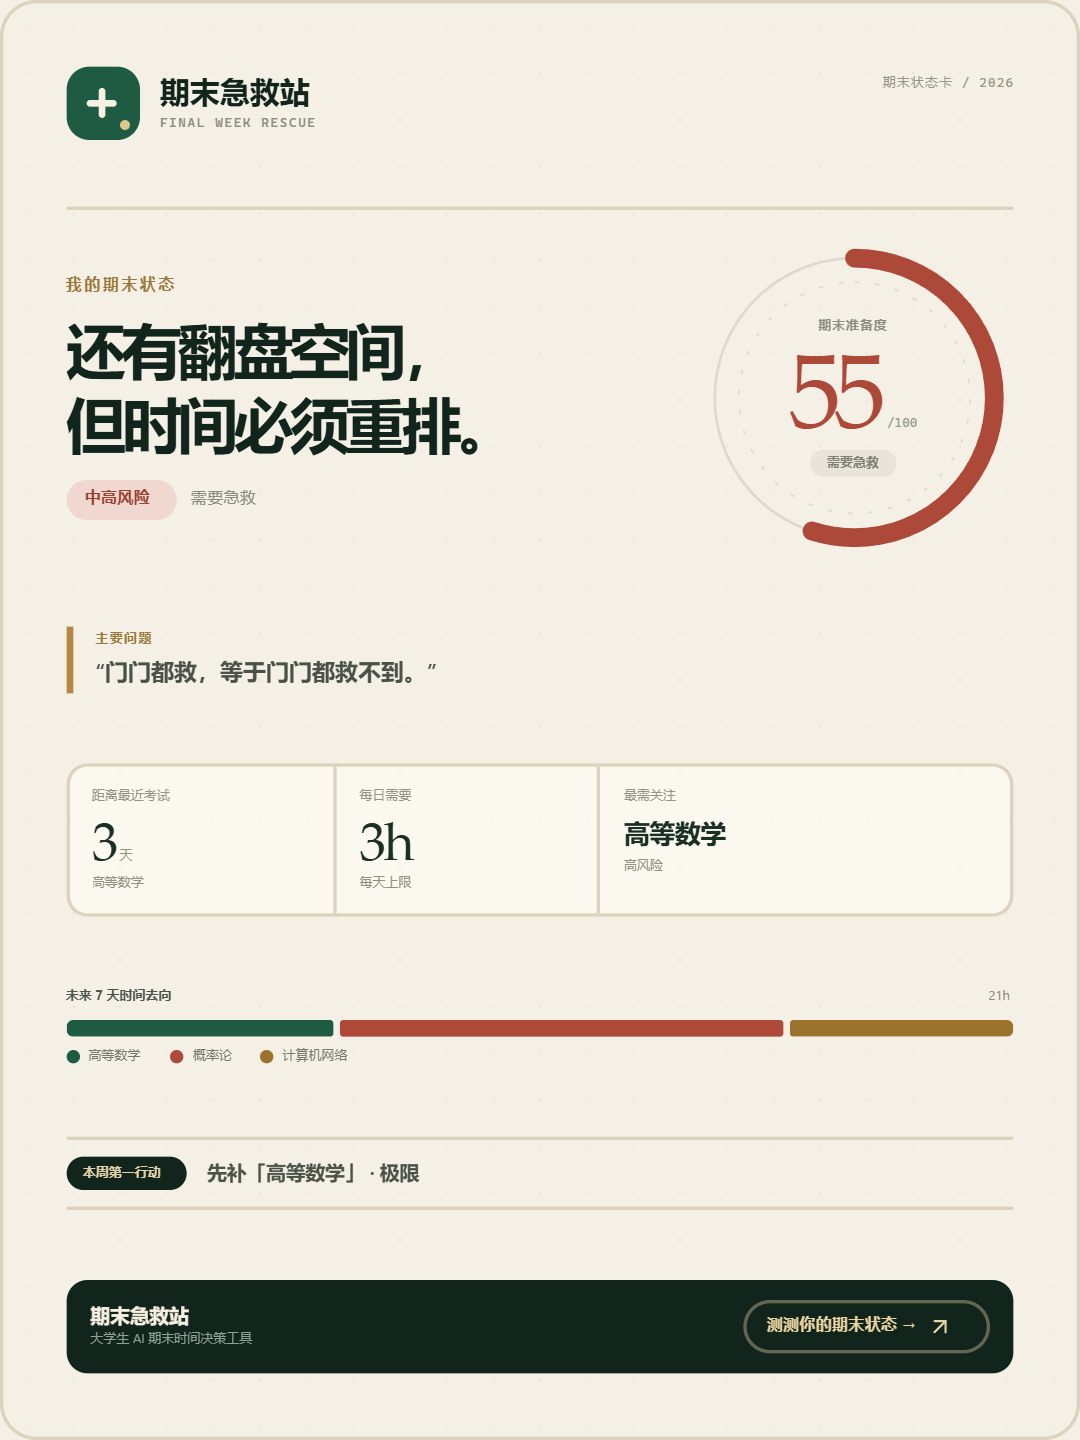 期末急救站
FINAL WEEK RESCUE
期末状态卡 / 2026
我的期末状态
还有翻盘空间，
但时间必须重排。
中高风险
需要急救
期末准备度
55
/100
需要急救
主要问题
“门门都救，等于门门都救不到。”
距离最近考试
3天
高等数学
每日需要
3h
每天上限
最需关注
高等数学
高风险
未来 7 天时间去向
21h
高等数学
概率论
计算机网络
本周第一行动
先补「高等数学」 · 极限
期末急救站
大学生 AI 期末时间决策工具
测测你的期末状态 →